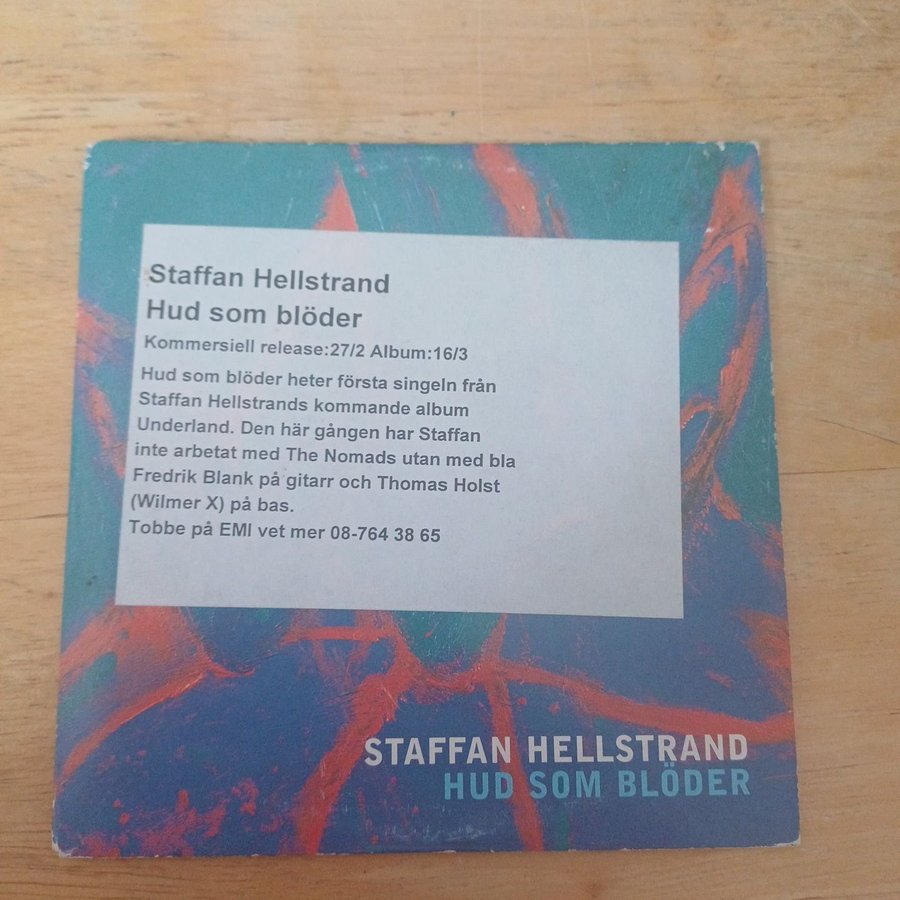 Staffan Hellstrand
Hud som blöder
Kommersiell release:27/2 Album:16/3
Hud som blöder heter första singeln från
Staffan Hellstrands kommande album
Underland. Den här gången har Staffan
inte arbetat med The Nomads utan med bla
Fredrik Blank på gitarr och Thomas Holst
(Wilmer X) på bas.
Tobbe på EMI vet mer 08-764 38 65
STAFFAN HELLSTRAND
HUD SOM BLÖDER